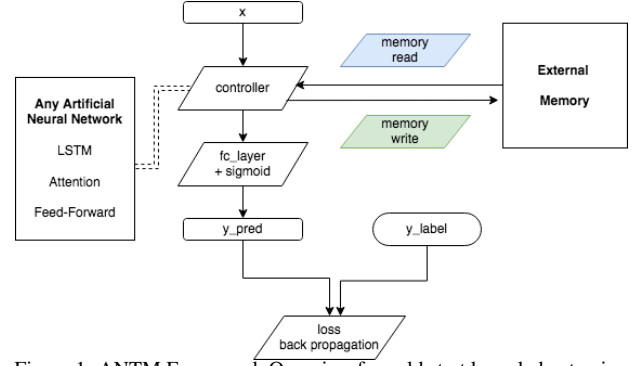 x
memory
read
External
Memory
controller
Any Artificial
Neural Network
LSTM
Attention
Feed-Forward
memory
write
fc_layer
+ sigmoid
y_pred
y_label
loss
back propagation